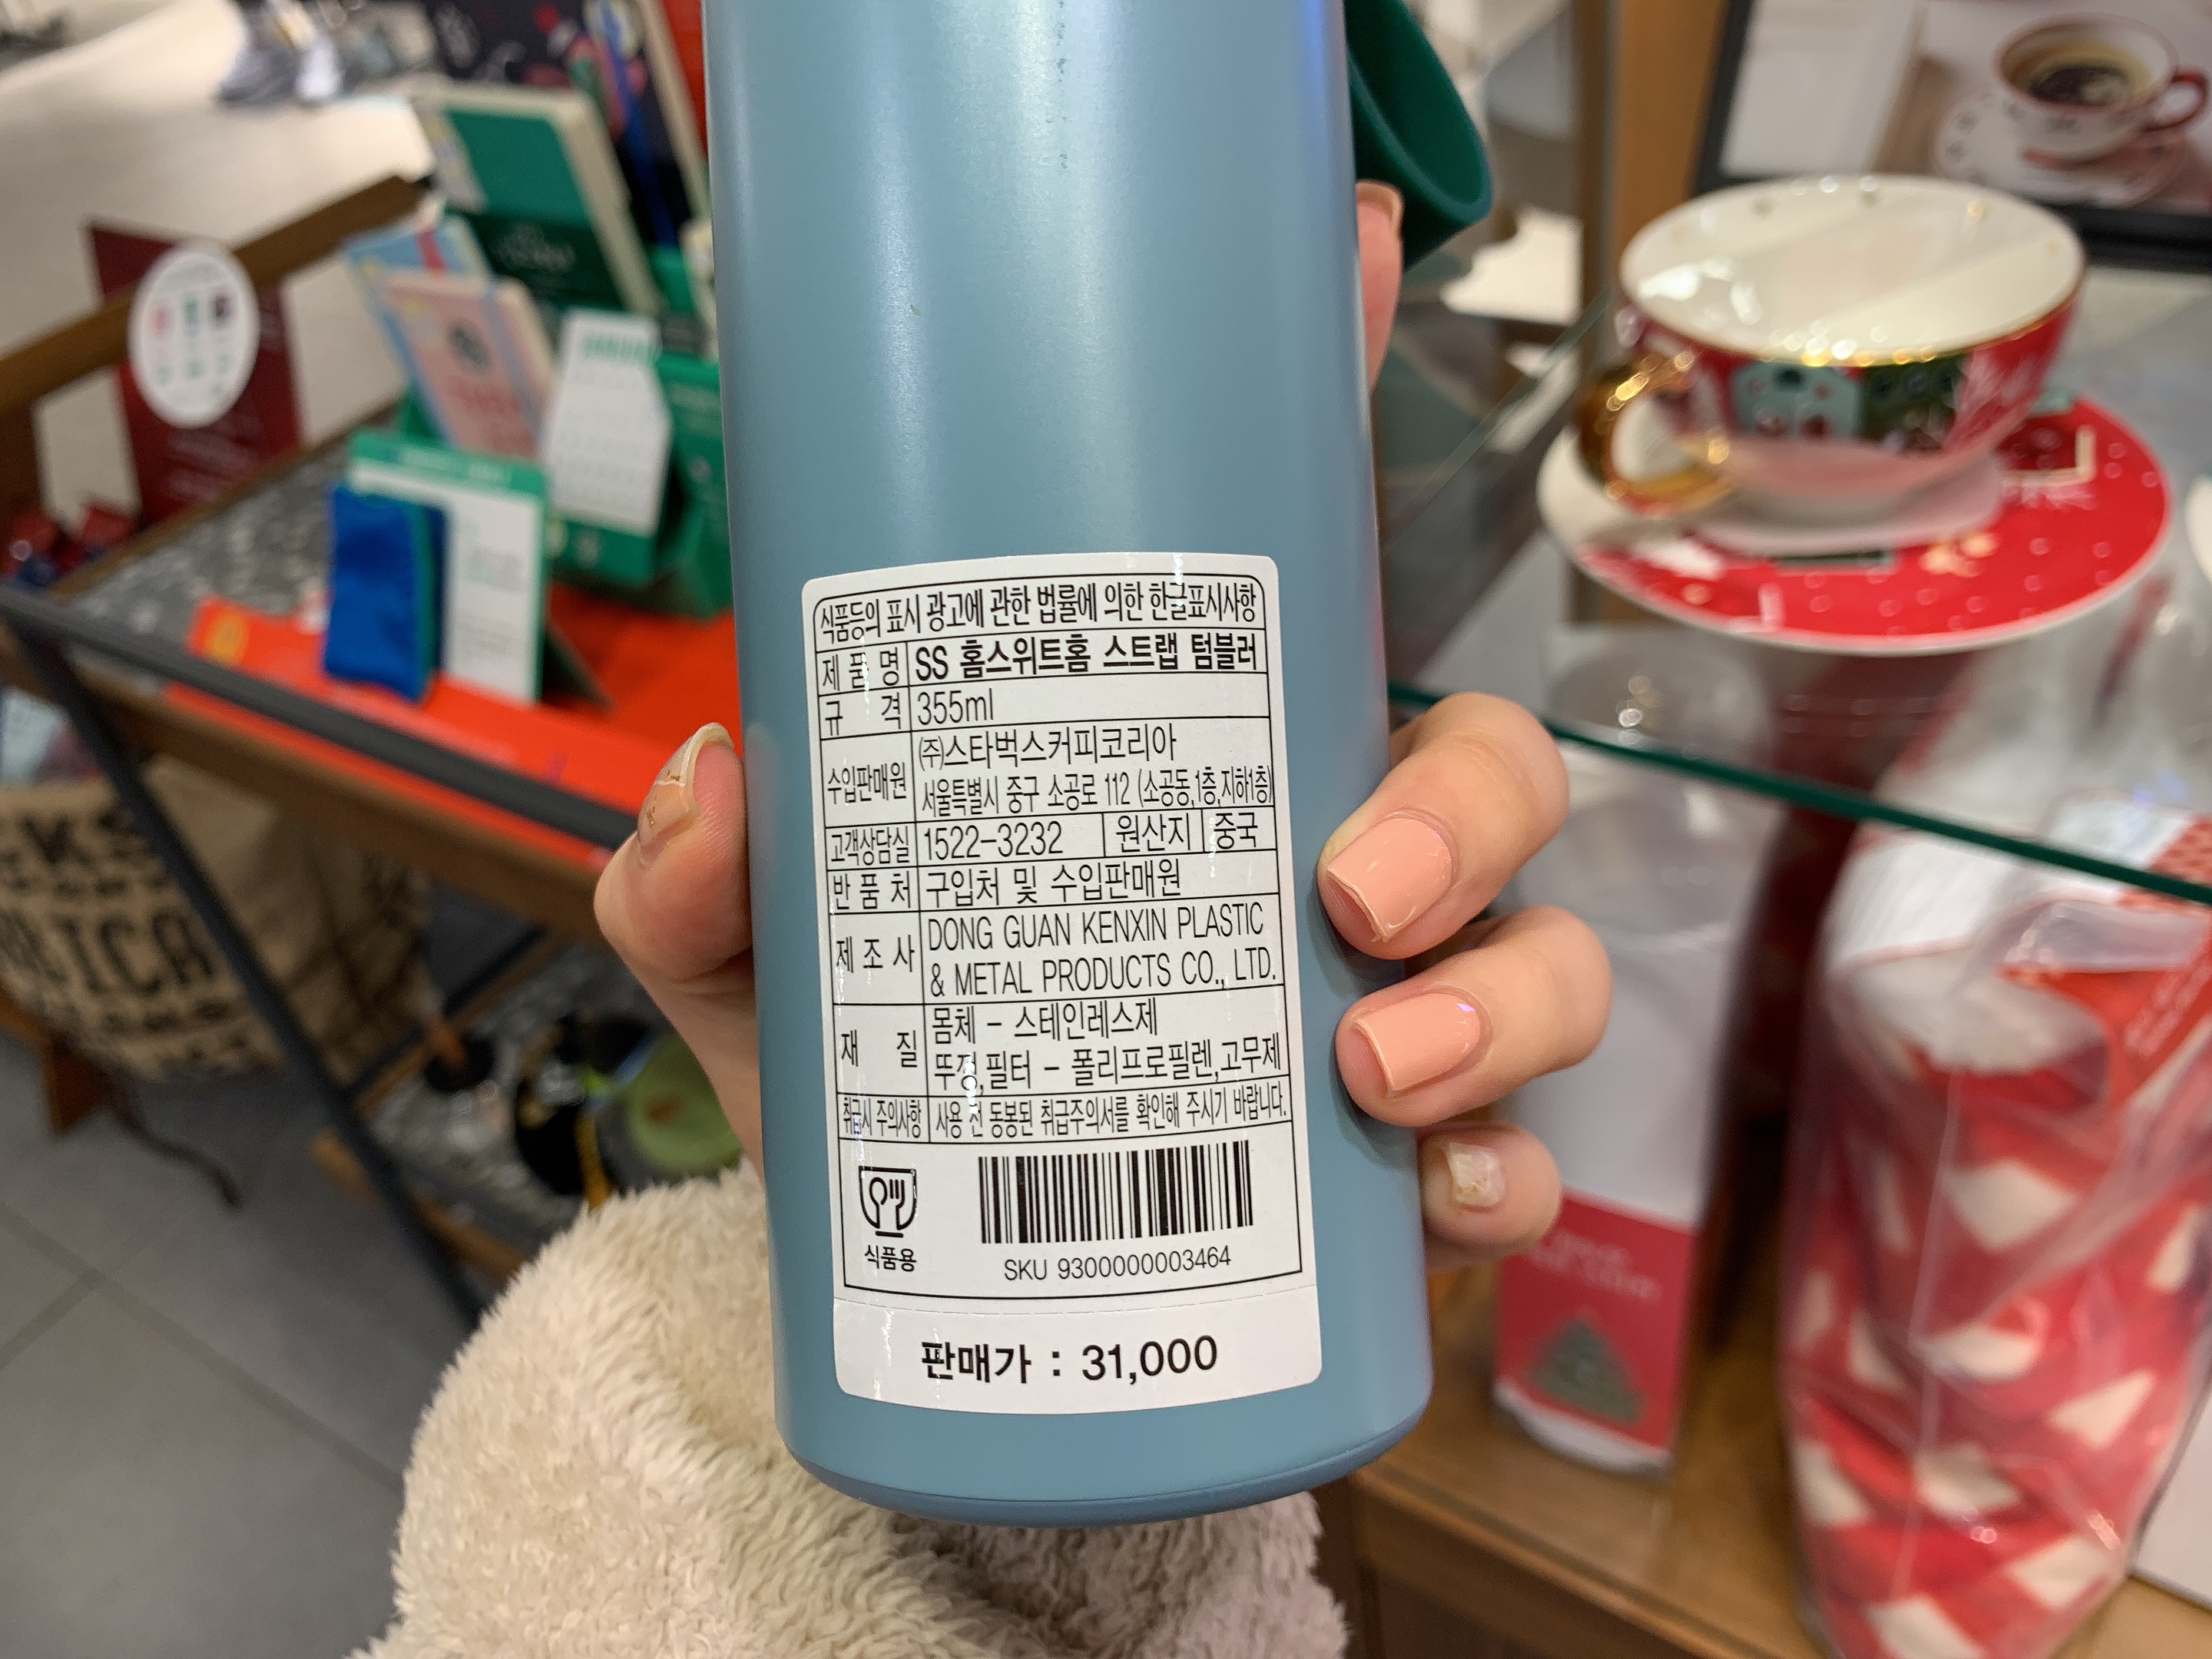 식품등의 표시 광고에 관한 법률에 의한 한글표시사항
제 품 명 SS 홈스위트홈 스트랩 텀블러
규 격 355ml
수입판매원 (주)스타벅스커피코리아
서울특별시 중구 소공로 112 (소공동,1층,지하1층)
고객상담실 1522-3232 원산지 중국
반 품 처 구입처 및 수입판매원
제 조 사 DONG GUAN KENXIN PLASTIC
& METAL PRODUCTS CO., LTD.
재 질 몸체 - 스테인레스제
뚜껑,필터 - 폴리프로필렌,고무제
취급시 주의사항 사용 전 동봉된 취급주의서를 확인해 주시기 바랍니다.
식품용
SKU 9300000003464
판매가 : 31,000